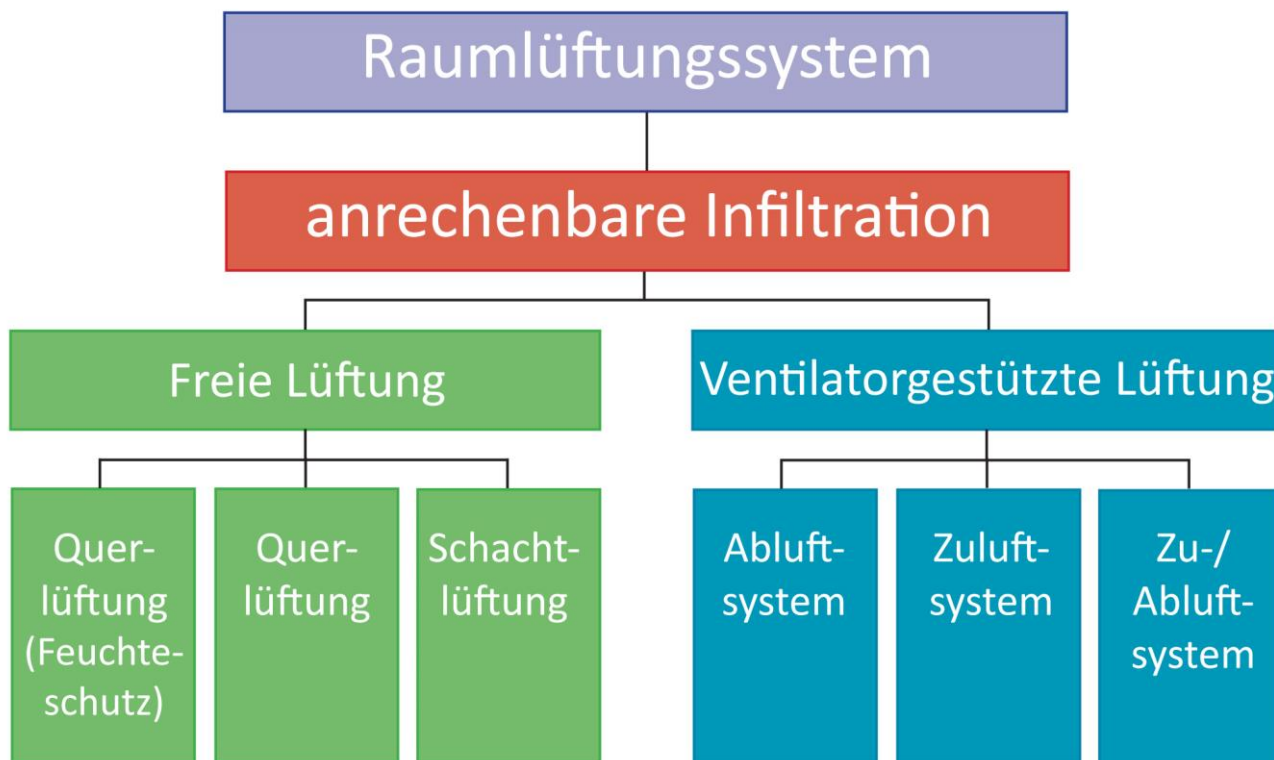 Raumlüftungssystem
anrechenbare Infiltration
Freie Lüftung
Ventilatorgestützte Lüftung
Quer-
lüftung
(Feuchte-
schutz)
Quer-
lüftung
Schacht-
lüftung
Abluft-
system
Zuluft-
system
Zu-/
Abluft-
system